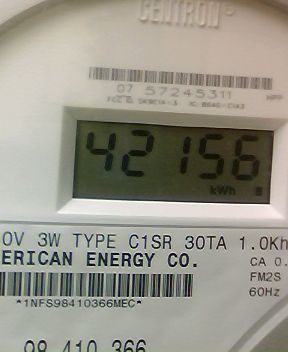 CENTRON®
07 57245311
42156
kWh
0V 3W TYPE C1SR 30TA 1.0Kh
ERICAN ENERGY CO.
CA 0.
FM2S
60Hz
*1NFS98410366MEC*
98 410 366